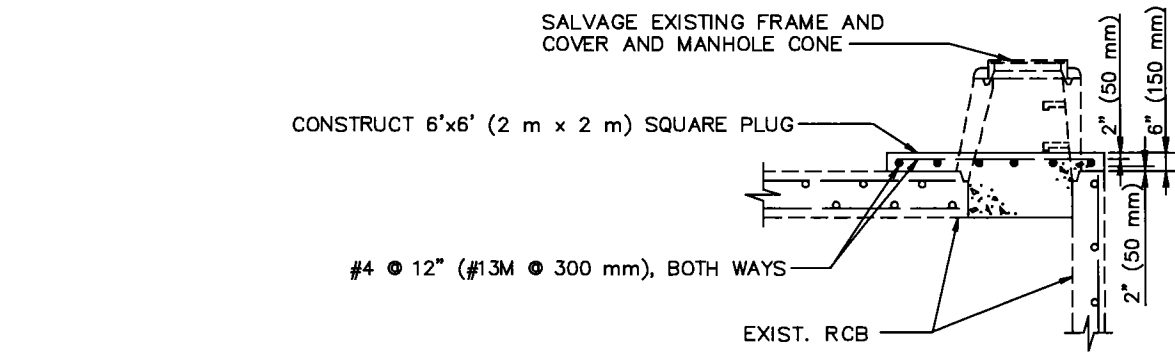 SALVAGE EXISTING FRAME AND
COVER AND MANHOLE CONE
2" (50 mm)
6" (150 mm)
CONSTRUCT 6'x6' (2 m x 2 m) SQUARE PLUG
#4 @ 12" (#13M @ 300 mm), BOTH WAYS
2" (50 mm)
EXIST. RCB